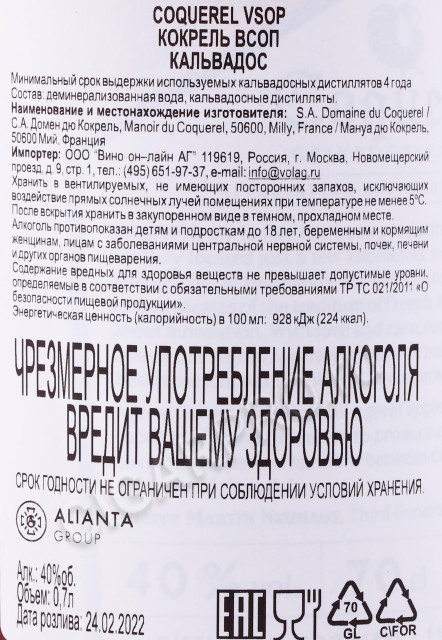 COQUEREL VSOP
КОКРЕЛЬ ВСОП
КАЛЬВАДОС
Минимальный срок выдержки используемых кальвадосных дистиллятов 4 года
Состав: деминерализованная вода, кальвадосные дистилляты.
Наименование и местонахождение изготовителя: S.A. Domaine du Coquerel /
С.А. Домен дю Кокрель, Manoir du Coquerel, 50600, Milly, France / Мануа дю Кокрель,
50600 Мий, Франция
Импортер: ООО "Вино он-лайн АГ" 119619, Россия, г. Москва, Новомещерский
проезд, д. 9, стр. 1, тел.: (495) 651-97-37, e-mail: info@volag.ru
Хранить в вентилируемых, не имеющих посторонних запахов, исключающих
воздействие прямых солнечных лучей помещениях при температуре не менее 5°С.
После вскрытия хранить в закупоренном виде в темном, прохладном месте.
Алкоголь противопоказан детям и подросткам до 18 лет, беременным и кормящим
женщинам, лицам с заболеваниями центральной нервной системы, почек, печени
и других органов пищеварения.
Содержание вредных для здоровья веществ не превышает допустимые уровни,
определяемые в соответствии с обязательными требованиями ТР ТС 021/2011 «О
безопасности пищевой продукции».
Энергетическая ценность (калорийность) в 100 мл: 928 кДж (224 ккал).
ЧРЕЗМЕРНОЕ УПОТРЕБЛЕНИЕ АЛКОГОЛЯ
ВРЕДИТ ВАШЕМУ ЗДОРОВЬЮ
СРОК ГОДНОСТИ НЕ ОГРАНИЧЕН ПРИ СОБЛЮДЕНИИ УСЛОВИЙ ХРАНЕНИЯ.
ALIANTA
GROUP
Алк.: 40%об.
Объем: 0,7л
Дата розлива: 24.02.2022
40% vol
70 cl
EAC
70
C\FOR